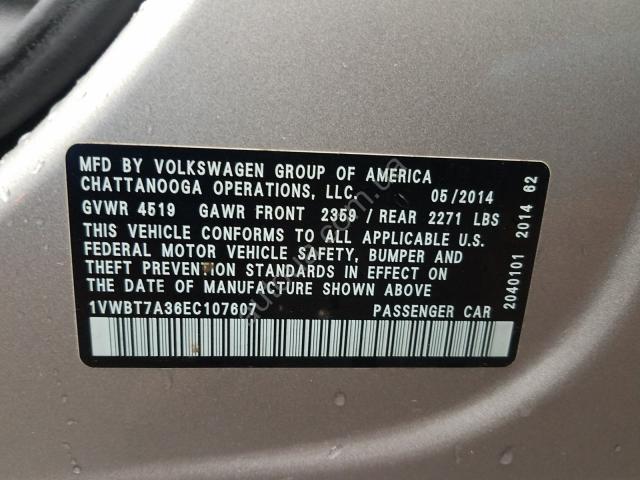 MFD BY VOLKSWAGEN GROUP OF AMERICA
CHATTANOOGA OPERATIONS, LLC. 05/2014
GVWR 4519 GAWR FRONT 2359 / REAR 2271 LBS
THIS VEHICLE CONFORMS TO ALL APPLICABLE U.S.
FEDERAL MOTOR VEHICLE SAFETY, BUMPER AND
THEFT PREVENTION STANDARDS IN EFFECT ON
THE DATE OF MANUFACTURE SHOWN ABOVE
1VWBT7A36EC107607 PASSENGER CAR
2040101 2014 62